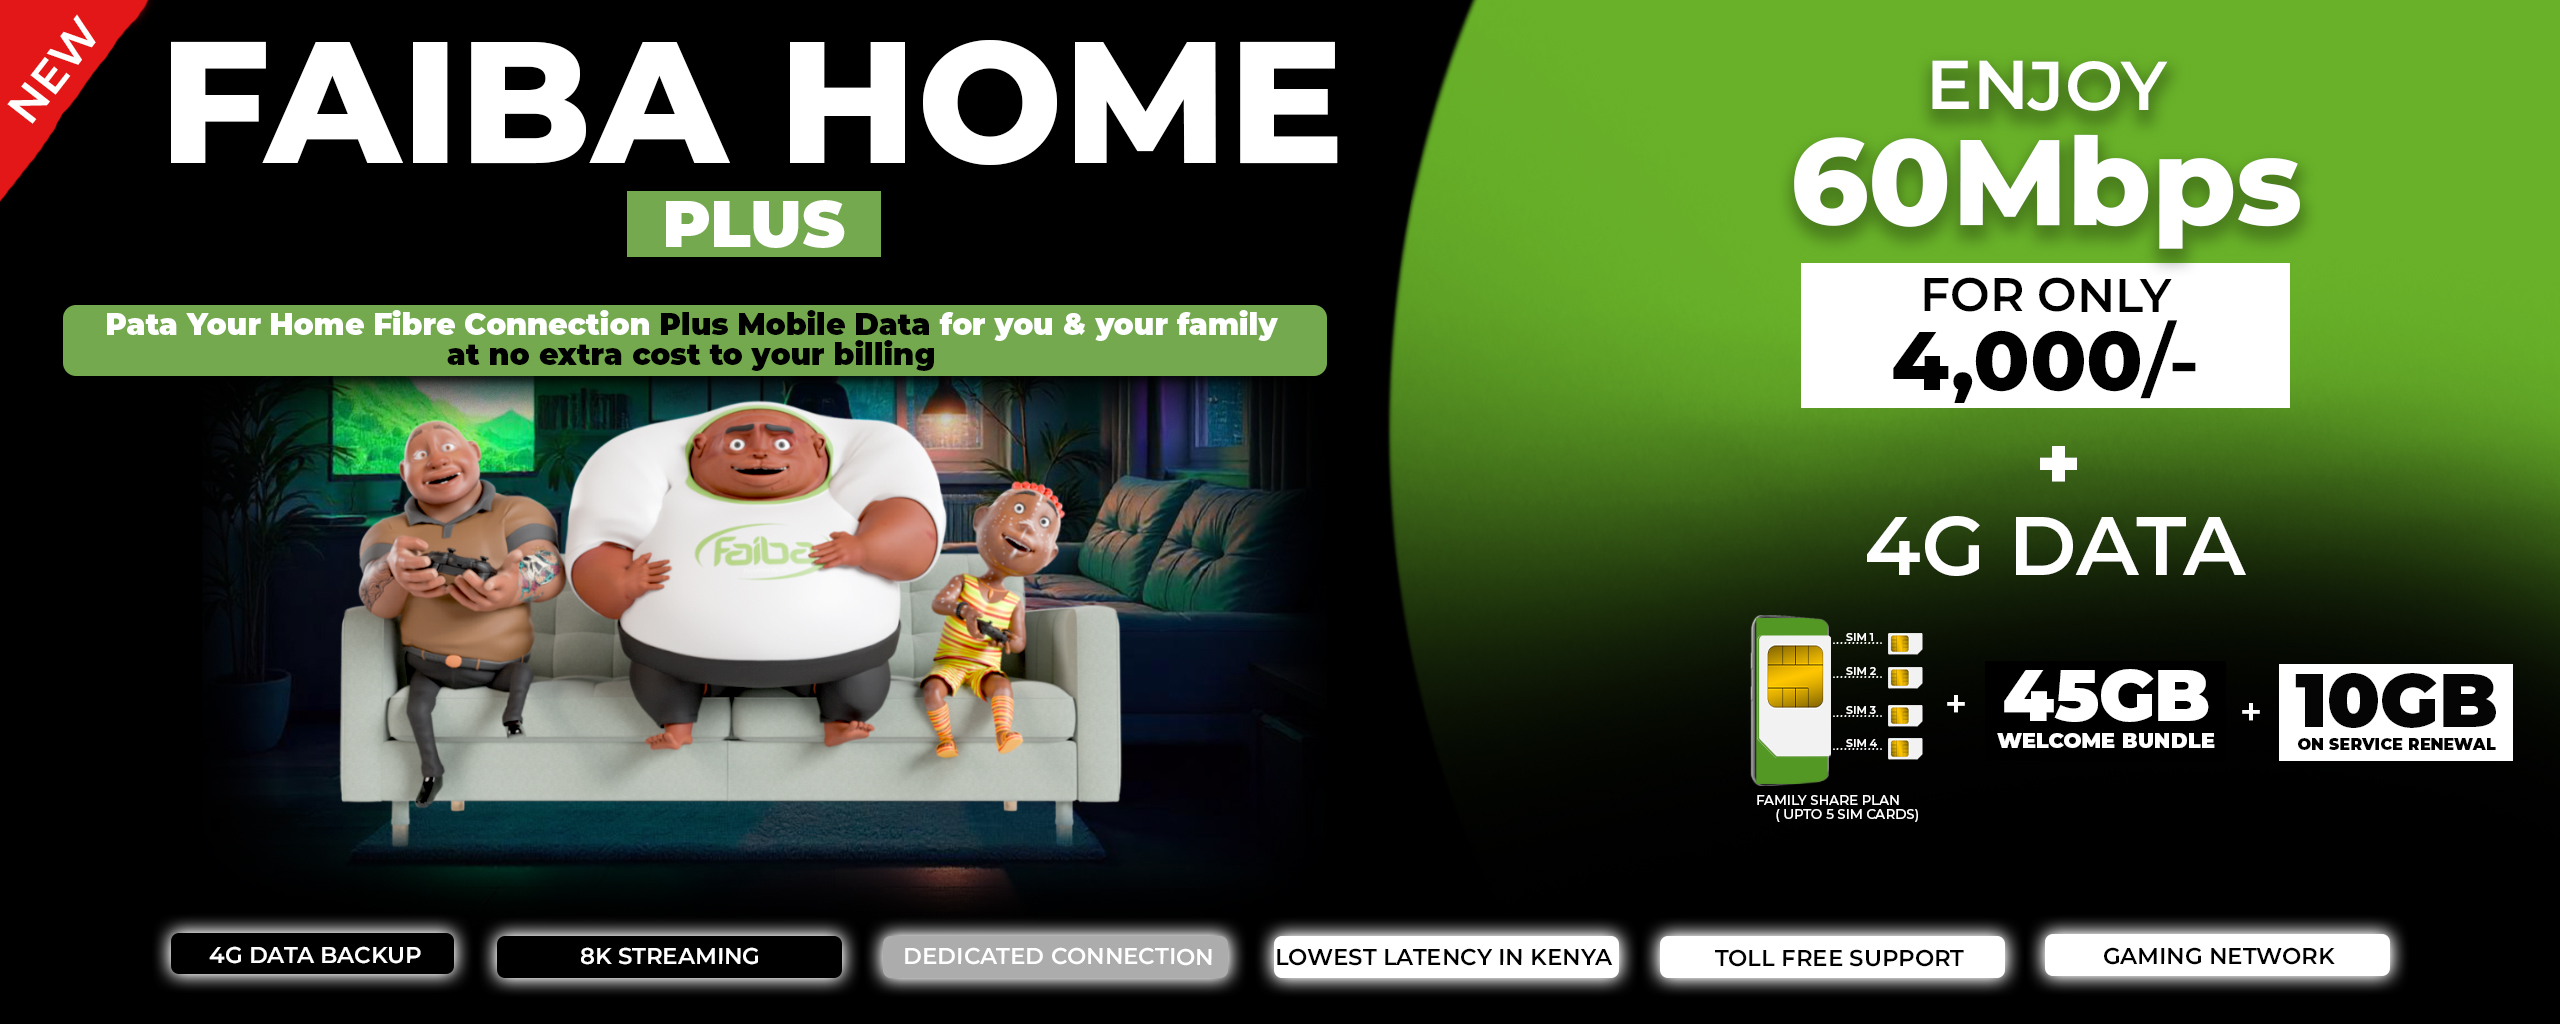 NEW
FAIBA HOME
PLUS
Pata Your Home Fibre Connection Plus Mobile Data for you & your family
at no extra cost to your billing
Faiba
ENJOY
60Mbps
FOR ONLY
4,000/-
+
4G DATA
SIM 1
SIM 2
SIM 3
SIM 4
FAMILY SHARE PLAN
( UPTO 5 SIM CARDS)
+
45GB
WELCOME BUNDLE
+
10GB
ON SERVICE RENEWAL
4G DATA BACKUP
8K STREAMING
DEDICATED CONNECTION
LOWEST LATENCY IN KENYA
TOLL FREE SUPPORT
GAMING NETWORK